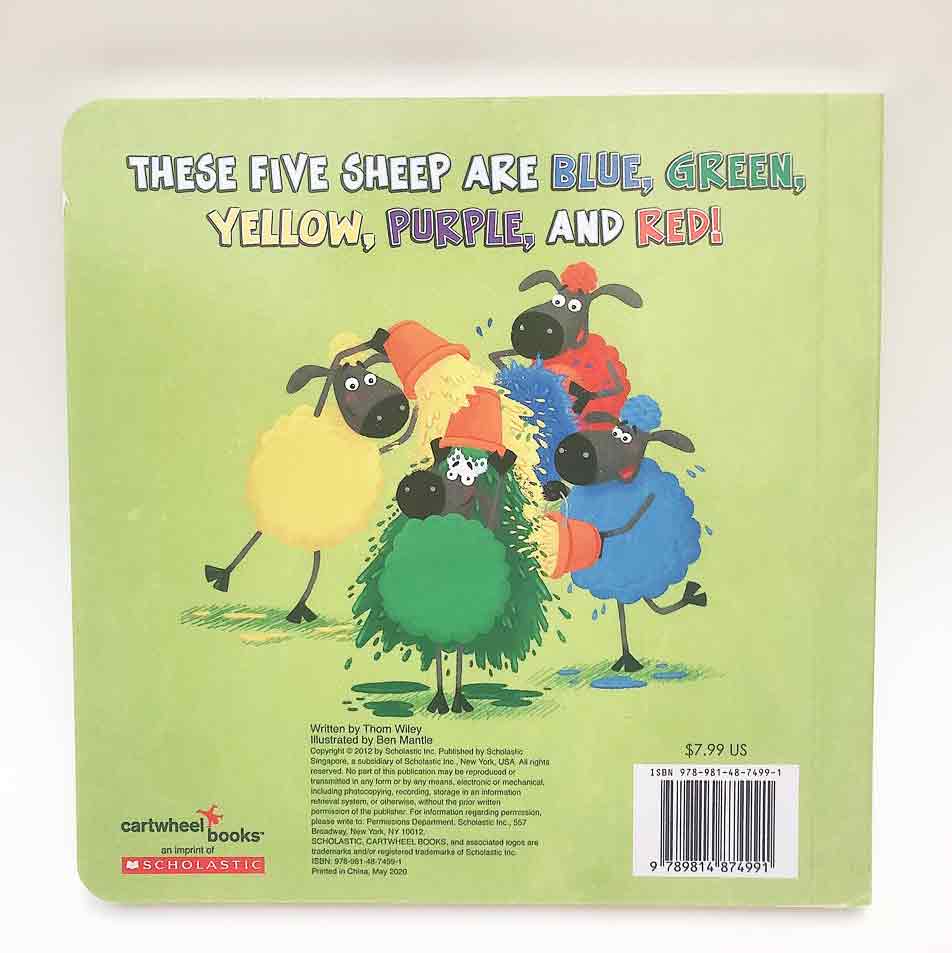 THESE FIVE SHEEP ARE BLUE, GREEN,
YELLOW, PURPLE, AND RED!
Written by Thom Wiley
Illustrated by Ben Mantle
Copyright © 2012 by Scholastic Inc. Published by Scholastic
Singapore, a subsidiary of Scholastic Inc., New York, USA. All rights
reserved. No part of this publication may be reproduced or
transmitted in any form or by any means, electronic or mechanical,
including photocopying, recording, storage in an information
retrieval system, or otherwise, without the prior written
permission of the publisher. For information regarding permission,
please write to: Permissions Department, Scholastic Inc., 557
Broadway, New York, NY 10012.
SCHOLASTIC, CARTWHEEL BOOKS, and associated logos are
trademarks and/or registered trademarks of Scholastic Inc.
ISBN: 978-981-48-7499-1
Printed in China, May 2020
cartwheel books™
an imprint of
SCHOLASTIC
$7.99 US
ISBN 978-981-48-7499-1
9 789814 874991